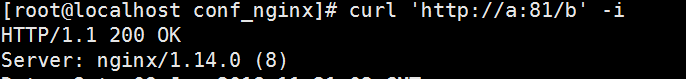 [root@localhost conf_nginx]# curl 'http://a:81/b' -i
HTTP/1.1 200 OK
Server: nginx/1.14.0 (8)